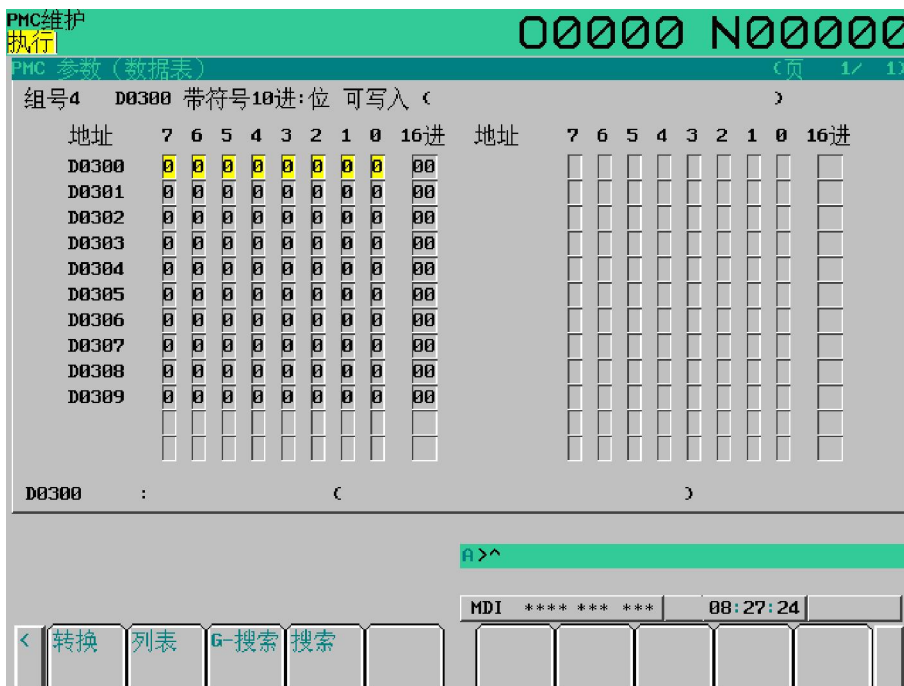 PMC维护
执行
O0000 N00000
PMC 参数（数据表） （页 1/ 1）
组号4 D0300 带符号10进:位 可写入 ( )
地址 7 6 5 4 3 2 1 0 16进 地址 7 6 5 4 3 2 1 0 16进
D0300 0 0 0 0 0 0 0 0 00
D0301 0 0 0 0 0 0 0 0 00
D0302 0 0 0 0 0 0 0 0 00
D0303 0 0 0 0 0 0 0 0 00
D0304 0 0 0 0 0 0 0 0 00
D0305 0 0 0 0 0 0 0 0 00
D0306 0 0 0 0 0 0 0 0 00
D0307 0 0 0 0 0 0 0 0 00
D0308 0 0 0 0 0 0 0 0 00
D0309 0 0 0 0 0 0 0 0 00
D0300 : ( )
A>^
MDI **** *** *** 08:27:24
< 转换 列表 G-搜索 搜索